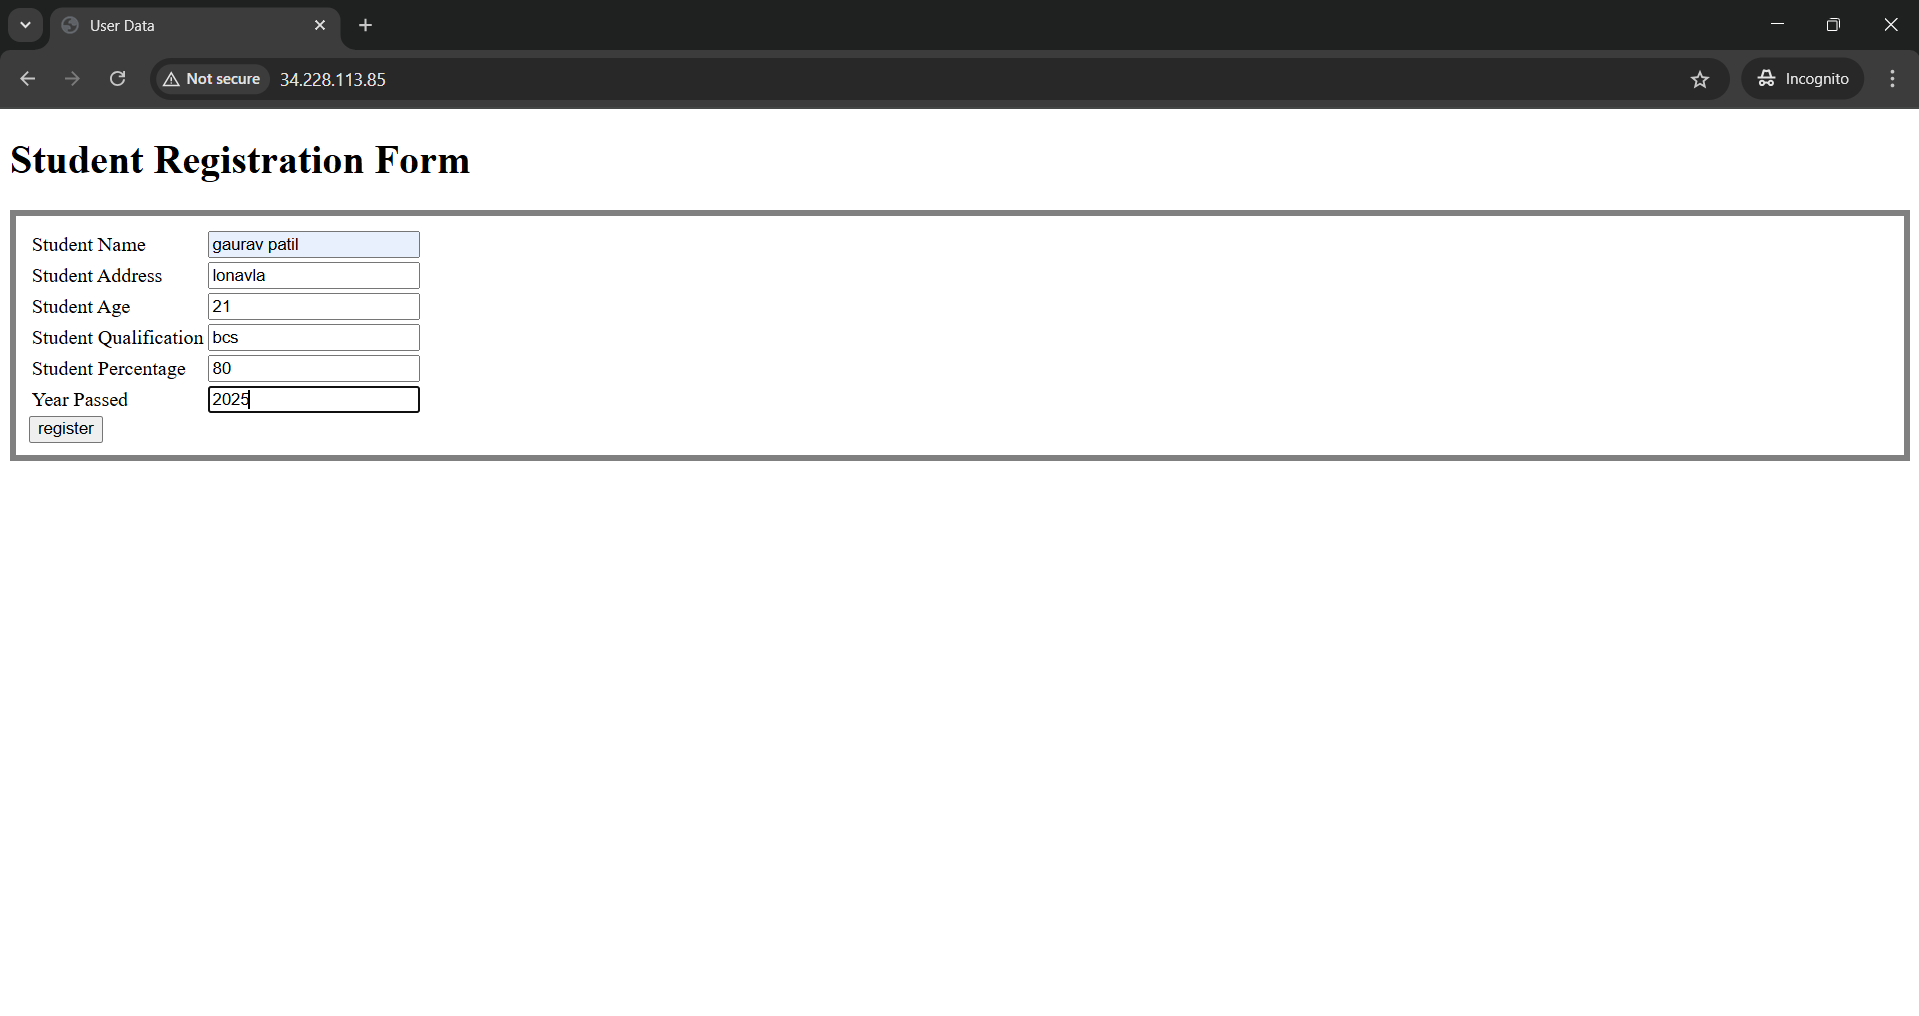 User Data
Not secure 34.228.113.85
Incognito
Student Registration Form
Student Name gaurav patil
Student Address lonavla
Student Age 21
Student Qualification bcs
Student Percentage 80
Year Passed 2025
register